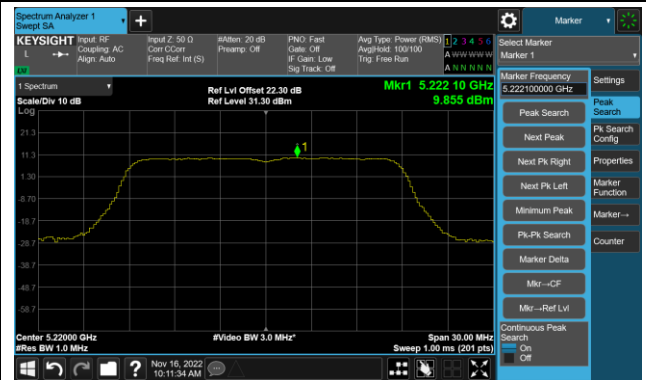 Spectrum Analyzer 1
Swept SA
+
Marker
KEYSIGHT
L
LXI
Input: RF
Coupling: AC
Align: Auto
Input Z: 50 Ω
Corr CCorr
Freq Ref: Int (S)
#Atten: 20 dB
Preamp: Off
PNO: Fast
Gate: Off
IF Gain: Low
Sig Track: Off
Avg Type: Power (RMS)
Avg|Hold: 100/100
Trig: Free Run
1 2 3 4 5 6
A W W W W W
A N N N N N
Select Marker
Marker 1
1 Spectrum
Scale/Div 10 dB
Ref Lvl Offset 22.30 dB
Ref Level 31.30 dBm
Mkr1 5.222 10 GHz
9.855 dBm
Log
21.3
11.3
1.30
-8.70
-18.7
-28.7
-38.7
-48.7
-58.7
1
Center 5.22000 GHz
#Res BW 1.0 MHz
#Video BW 3.0 MHz*
Span 30.00 MHz
Sweep 1.00 ms (201 pts)
Marker Frequency
5.222100000 GHz
Peak Search
Next Peak
Next Pk Right
Next Pk Left
Minimum Peak
Pk-Pk Search
Marker Delta
Mkr→CF
Mkr→Ref Lvl
Continuous Peak
Search
On
Off
Settings
Peak
Search
Pk Search
Config
Properties
Marker
Function
Marker→
Counter
?
Nov 16, 2022
10:11:34 AM